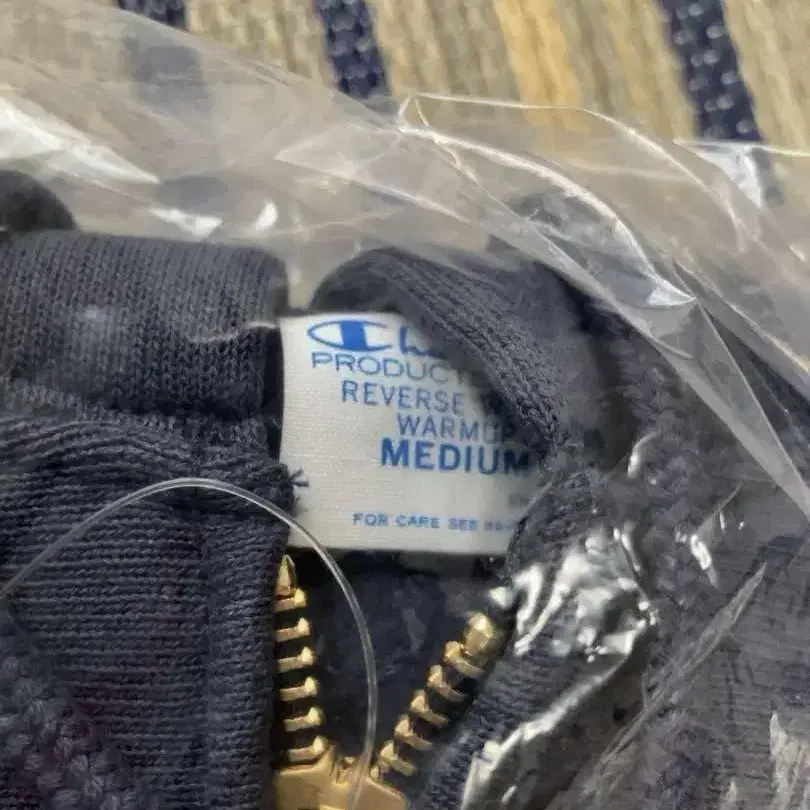 PRODUCT
REVERSE
WARMUP
MEDIUM
FOR CARE SEE